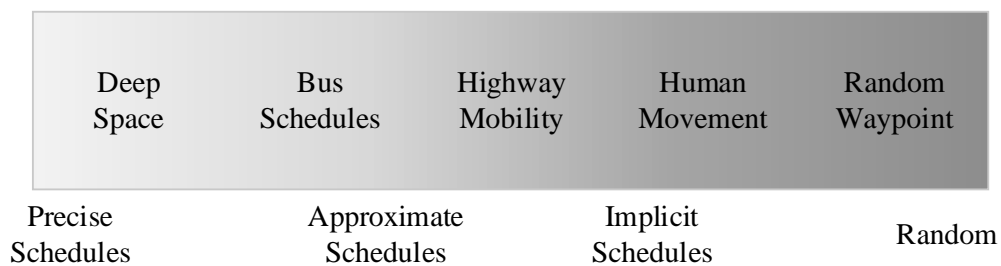 Deep
Space
Bus
Schedules
Highway
Mobility
Human
Movement
Random
Waypoint
Precise
Schedules
Approximate
Schedules
Implicit
Schedules
Random